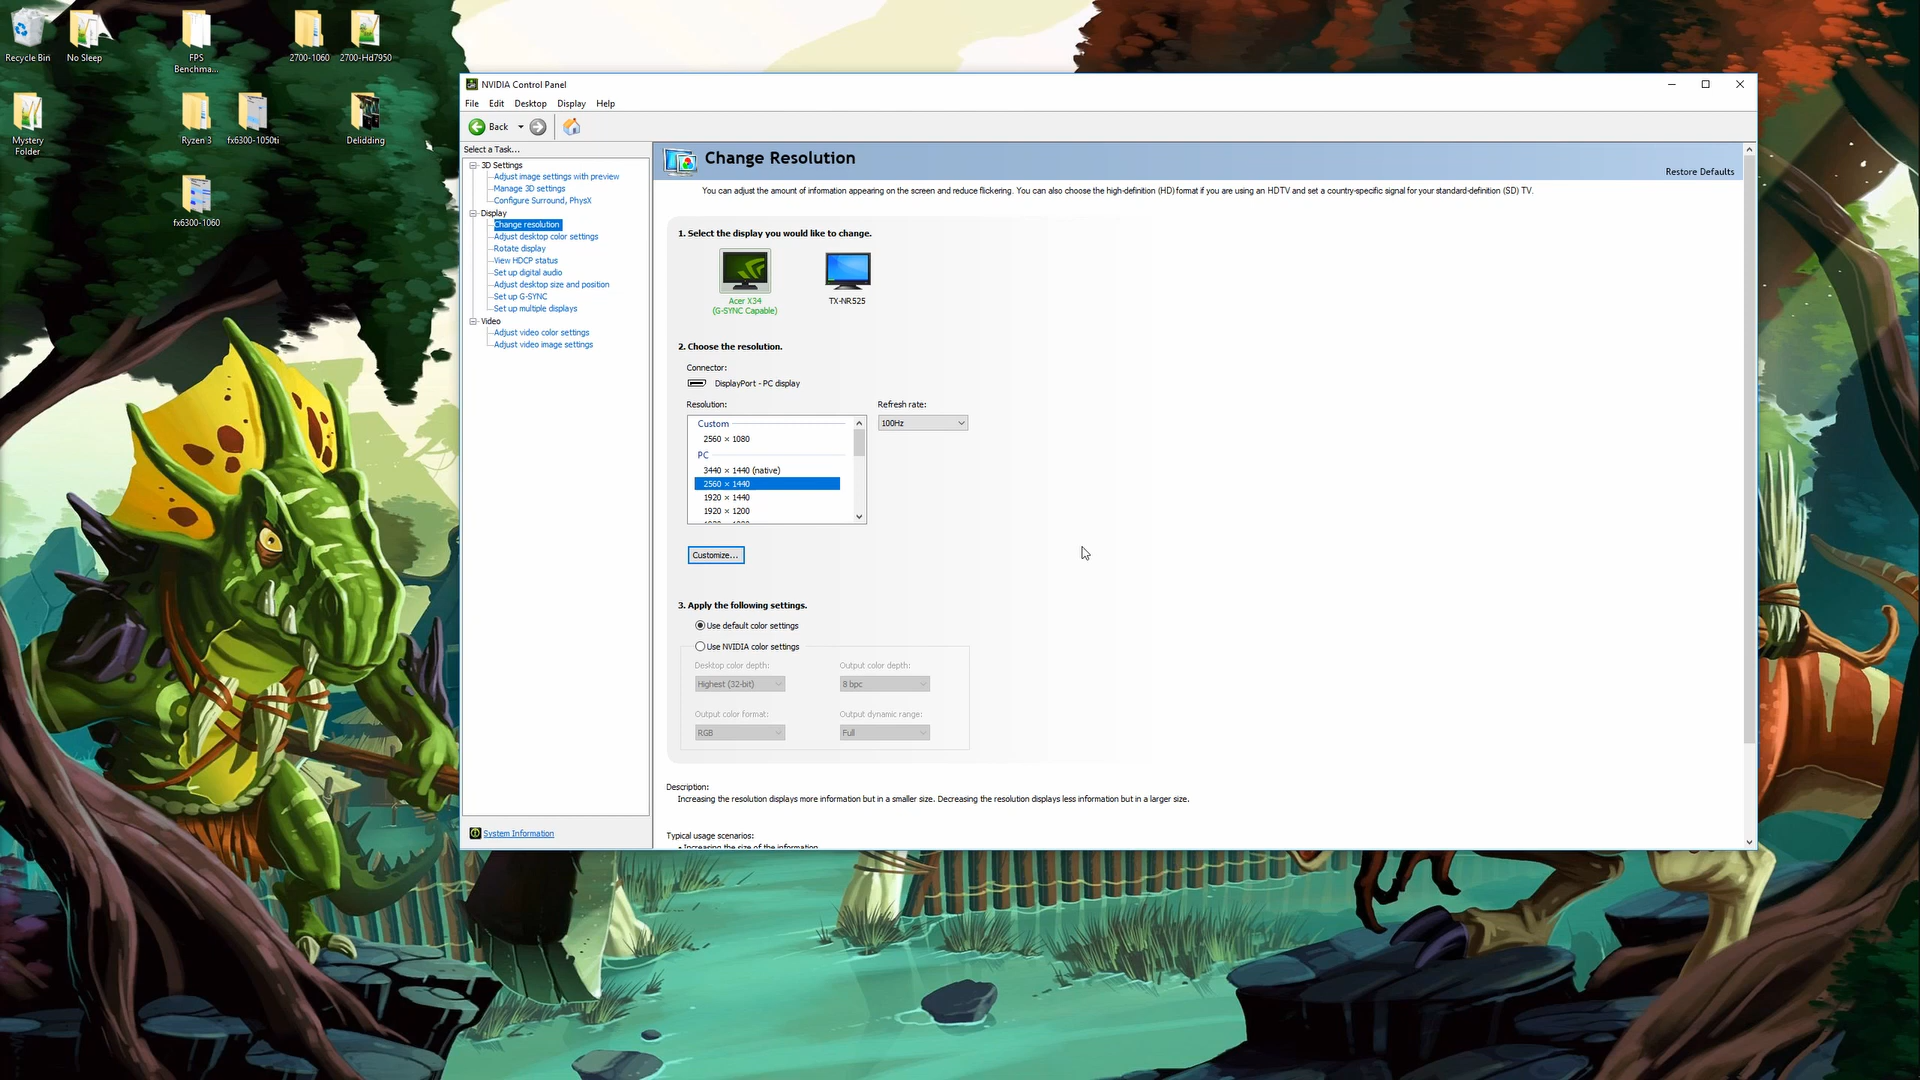 Recycle Bin
No Sleep
FPS
Benchma...
2700-1060
2700-Hd7950
Mystery
Folder
Ryzen 3
fx6300-1050ti
Delidding
fx6300-1060
NVIDIA Control Panel
File Edit Desktop Display Help
Back
Select a Task...
3D Settings
Adjust image settings with preview
Manage 3D settings
Configure Surround, PhysX
Display
Change resolution
Adjust desktop color settings
Rotate display
View HDCP status
Set up digital audio
Adjust desktop size and position
Set up G-SYNC
Set up multiple displays
Video
Adjust video color settings
Adjust video image settings
System Information
Change Resolution
Restore Defaults
You can adjust the amount of information appearing on the screen and reduce flickering. You can also choose the high-definition (HD) format if you are using an HDTV and set a country-specific signal for your standard-definition (SD) TV.
1. Select the display you would like to change.
Acer X34
(G-SYNC Capable)
TX-NR525
2. Choose the resolution.
Connector:
DisplayPort - PC display
Resolution:
Refresh rate:
Custom
100Hz
2560 × 1080
PC
3440 × 1440 (native)
2560 × 1440
1920 × 1440
1920 × 1200
Customize...
3. Apply the following settings.
Use default color settings
Use NVIDIA color settings
Desktop color depth:
Output color depth:
Highest (32-bit)
8 bpc
Output color format:
Output dynamic range:
RGB
Full
Description:
Increasing the resolution displays more information but in a smaller size. Decreasing the resolution displays less information but in a larger size.
Typical usage scenarios:
• Increasing the size of the information